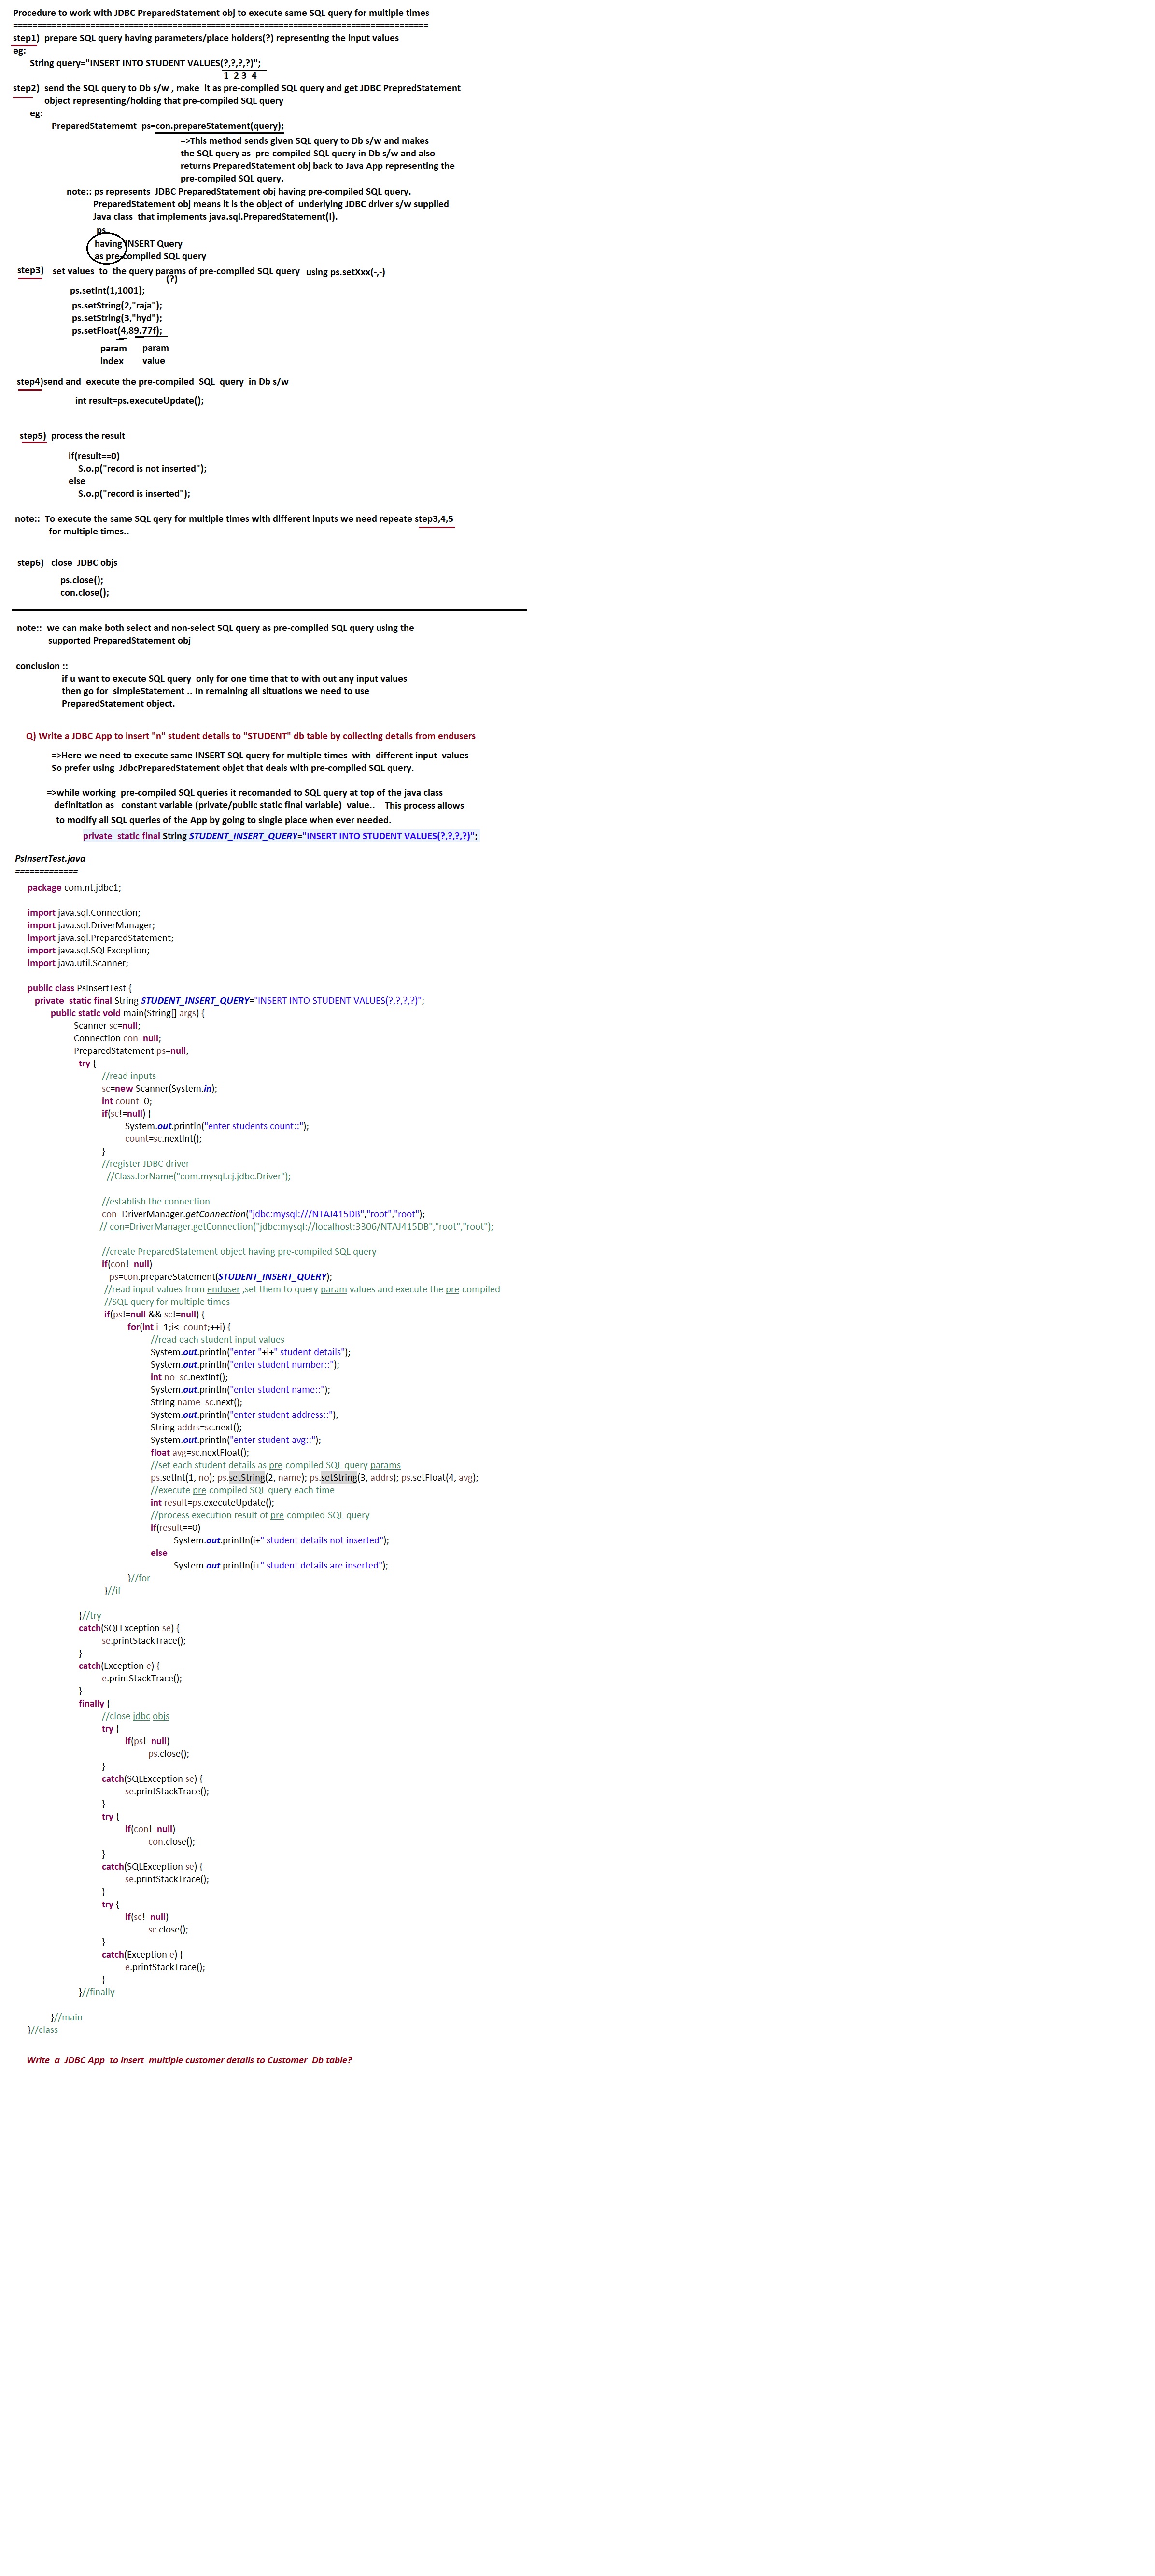 Procedure to work with JDBC PreparedStatement obj to execute same SQL query for multiple times
=====================================================================================
step1)  prepare SQL query having parameters/place holders(?) representing the input values
eg:
String query="INSERT INTO STUDENT VALUES(?,?,?,?)";
1  2 3  4
step2)  send the SQL query to Db s/w , make  it as pre-compiled SQL query and get JDBC PrepredStatement
object representing/holding that pre-compiled SQL query
eg:
PreparedStatememt  ps=con.prepareStatement(query);
=>This method sends given SQL query to Db s/w and makes
the SQL query as  pre-compiled SQL query in Db s/w and also
returns PreparedStatement obj back to Java App representing the
pre-compiled SQL query.
note:: ps represents  JDBC PreparedStatement obj having pre-compiled SQL query.
PreparedStatement obj means it is the object of  underlying JDBC driver s/w supplied
Java class  that implements java.sql.PreparedStatement(I).
ps
having INSERT Query
as pre-compiled SQL query
step3)   set values  to  the query params of pre-compiled SQL query   using ps.setXxx(-,-)
(?)
ps.setInt(1,1001);
ps.setString(2,"raja");
ps.setString(3,"hyd");
ps.setFloat(4,89.77f);
param    param
index    value
step4)send and  execute the pre-compiled  SQL  query  in Db s/w
int result=ps.executeUpdate();
step5)  process the result
if(result==0)
S.o.p("record is not inserted");
else
S.o.p("record is inserted");
note::  To execute the same SQL qery for multiple times with different inputs we need repeate step3,4,5
for multiple times..
step6)   close  JDBC objs
ps.close();
con.close();
note::  we can make both select and non-select SQL query as pre-compiled SQL query using the
supported PreparedStatement obj
conclusion ::
if u want to execute SQL query  only for one time that to with out any input values
then go for  simpleStatement .. In remaining all situations we need to use
PreparedStatement object.
Q) Write a JDBC App to insert "n" student details to "STUDENT" db table by collecting details from endusers
=>Here we need to execute same INSERT SQL query for multiple times  with  different input  values
So prefer using  JdbcPreparedStatement objet that deals with pre-compiled SQL query.
=>while working  pre-compiled SQL queries it recomanded to SQL query at top of the java class
definitation as   constant variable (private/public static final variable)  value..    This process allows
to modify all SQL queries of the App by going to single place when ever needed.
private  static final String STUDENT_INSERT_QUERY="INSERT INTO STUDENT VALUES(?,?,?,?)";
PsInsertTest.java
=============
package com.nt.jdbc1;
import java.sql.Connection;
import java.sql.DriverManager;
import java.sql.PreparedStatement;
import java.sql.SQLException;
import java.util.Scanner;
public class PsInsertTest {
private  static final String STUDENT_INSERT_QUERY="INSERT INTO STUDENT VALUES(?,?,?,?)";
public static void main(String[] args) {
Scanner sc=null;
Connection con=null;
PreparedStatement ps=null;
try {
//read inputs
sc=new Scanner(System.in);
int count=0;
if(sc!=null) {
System.out.println("enter students count::");
count=sc.nextInt();
}
//register JDBC driver
//Class.forName("com.mysql.cj.jdbc.Driver");
//establish the connection
con=DriverManager.getConnection("jdbc:mysql:///NTAJ415DB","root","root");
// con=DriverManager.getConnection("jdbc:mysql://localhost:3306/NTAJ415DB","root","root");
//create PreparedStatement object having pre-compiled SQL query
if(con!=null)
ps=con.prepareStatement(STUDENT_INSERT_QUERY);
//read input values from enduser ,set them to query param values and execute the pre-compiled
//SQL query for multiple times
if(ps!=null && sc!=null) {
for(int i=1;i<=count;++i) {
//read each student input values
System.out.println("enter "+i+" student details");
System.out.println("enter student number::");
int no=sc.nextInt();
System.out.println("enter student name::");
String name=sc.next();
System.out.println("enter student address::");
String addrs=sc.next();
System.out.println("enter student avg::");
float avg=sc.nextFloat();
//set each student details as pre-compiled SQL query params
ps.setInt(1, no); ps.setString(2, name); ps.setString(3, addrs); ps.setFloat(4, avg);
//execute pre-compiled SQL query each time
int result=ps.executeUpdate();
//process execution result of pre-compiled-SQL query
if(result==0)
System.out.println(i+" student details not inserted");
else
System.out.println(i+" student details are inserted");
}//for
}//if
}//try
catch(SQLException se) {
se.printStackTrace();
}
catch(Exception e) {
e.printStackTrace();
}
finally {
//close jdbc objs
try {
if(ps!=null)
ps.close();
}
catch(SQLException se) {
se.printStackTrace();
}
try {
if(con!=null)
con.close();
}
catch(SQLException se) {
se.printStackTrace();
}
try {
if(sc!=null)
sc.close();
}
catch(Exception e) {
e.printStackTrace();
}
}//finally
}//main
}//class
Write  a  JDBC App  to insert  multiple customer details to Customer  Db table?